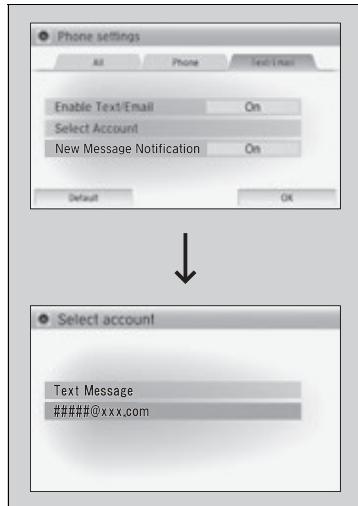 Phone settings
All Phone Text/Email
Enable Text/Email On
Select Account
New Message Notification On
Default OK
Select account
Text Message
#####@xxx.com